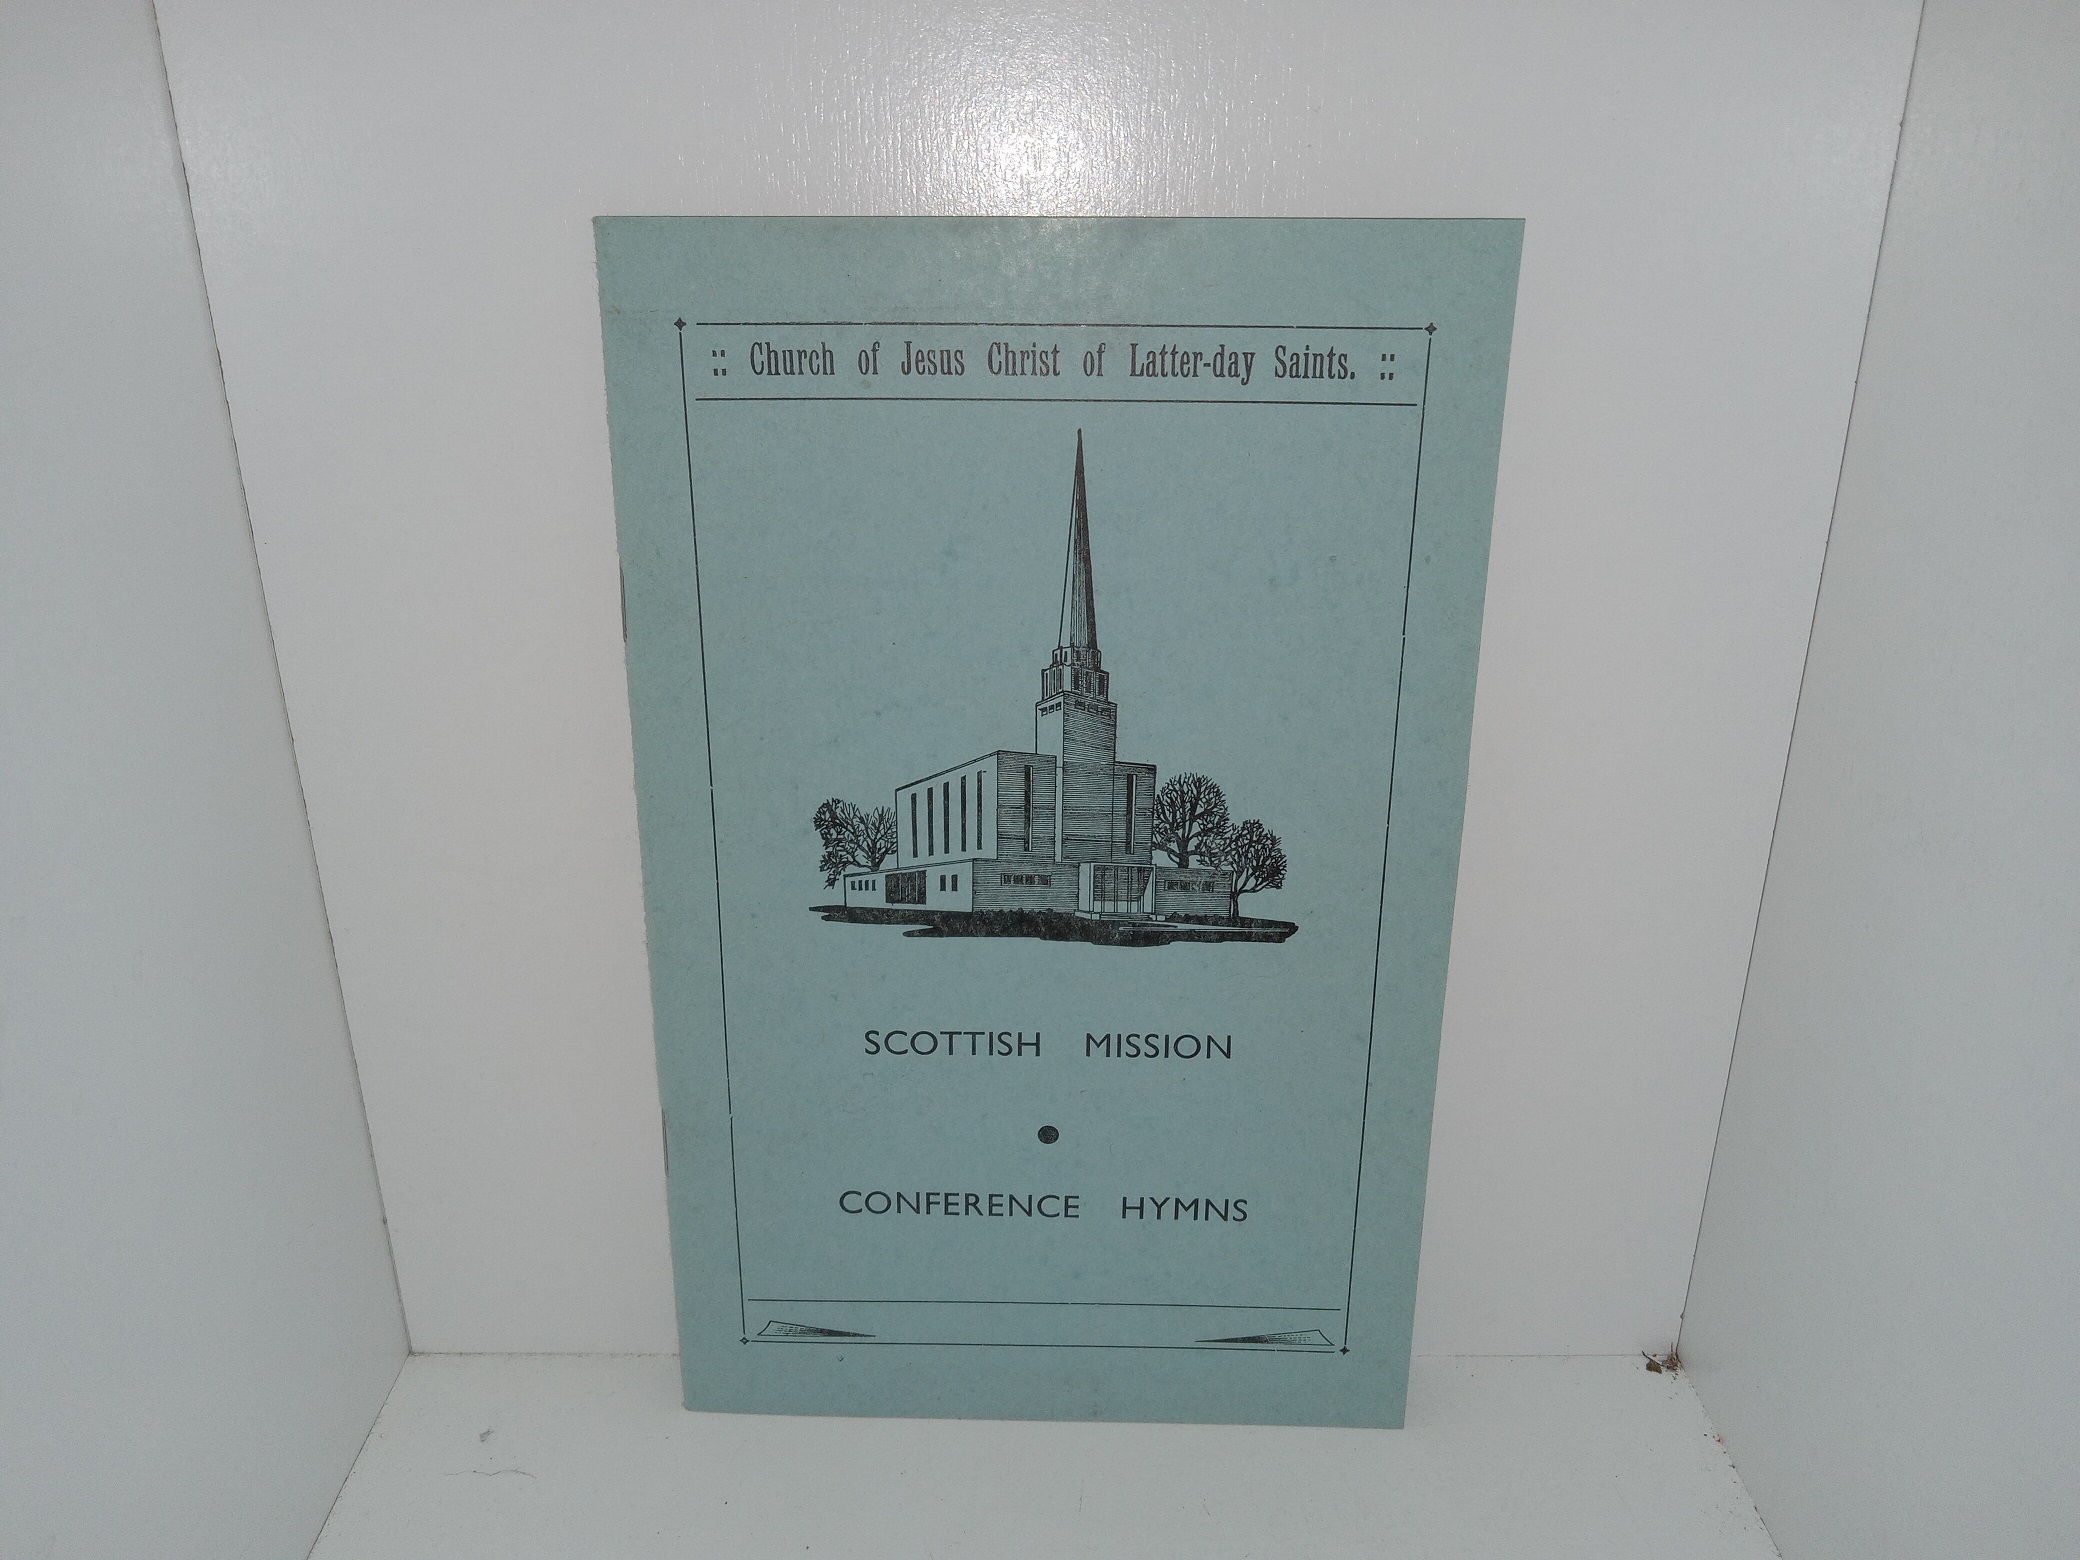 :: Church of Jesus Christ of Latter-day Saints. ::
SCOTTISH MISSION
●
CONFERENCE HYMNS